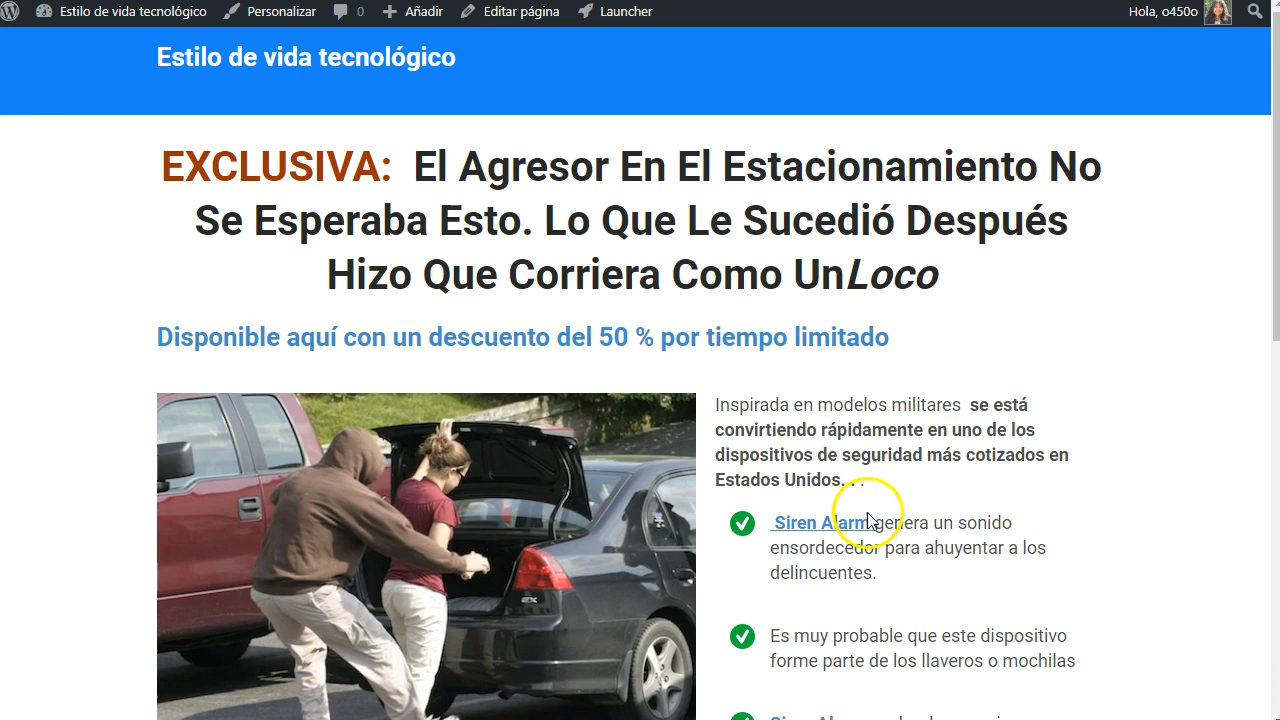 Estilo de vida tecnológico Personalizar 0 Añadir Editar página Launcher Hola, o450o
Estilo de vida tecnológico
EXCLUSIVA: El Agresor En El Estacionamiento No
Se Esperaba Esto. Lo Que Le Sucedió Después
Hizo Que Corriera Como UnLoco
Disponible aquí con un descuento del 50 % por tiempo limitado
Inspirada en modelos militares se está
convirtiendo rápidamente en uno de los
dispositivos de seguridad más cotizados en
Estados Unidos. . .
Siren Alarm genera un sonido
ensordecedor para ahuyentar a los
delincuentes.
Es muy probable que este dispositivo
forme parte de los llaveros o mochilas
EX